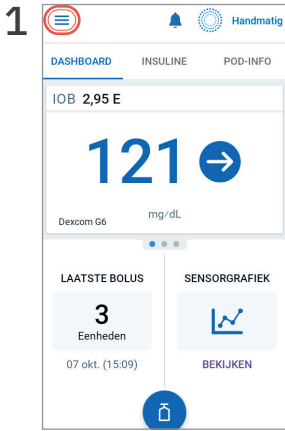 1
Handmatig
DASHBOARD INSULINE POD-INFO
IOB 2,95 E
121
mg/dL
Dexcom G6
LAATSTE BOLUS SENSORGRAFIEK
3
Eenheden
07 okt. (15:09) BEKIJKEN